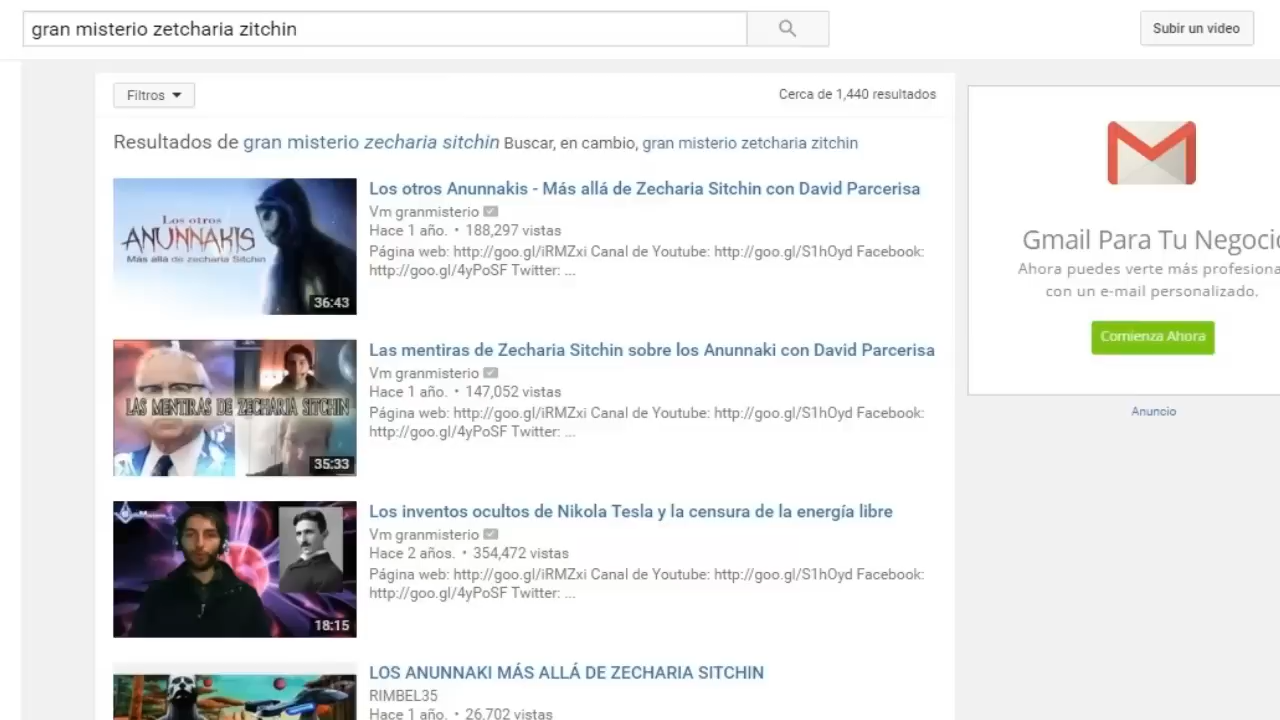 gran misterio zetcharia zitchin
Subir un video
Filtros
Cerca de 1,440 resultados
Resultados de gran misterio zecharia sitchin Buscar, en cambio, gran misterio zetcharia zitchin
Los otros
ANUNNAKIS
Más allá de zecharia Sitchin
36:43
Los otros Anunnakis - Más allá de Zecharia Sitchin con David Parcerisa
Vm granmisterio
Hace 1 año. • 188,297 vistas
Página web: http://goo.gl/iRMZxi Canal de Youtube: http://goo.gl/S1hOyd Facebook:
http://goo.gl/4yPoSF Twitter: ...
LAS MENTIRAS DE ZECHARIA SITCHIN
35:33
Las mentiras de Zecharia Sitchin sobre los Anunnaki con David Parcerisa
Vm granmisterio
Hace 1 año. • 147,052 vistas
Página web: http://goo.gl/iRMZxi Canal de Youtube: http://goo.gl/S1hOyd Facebook:
http://goo.gl/4yPoSF Twitter: ...
18:15
Los inventos ocultos de Nikola Tesla y la censura de la energía libre
Vm granmisterio
Hace 2 años. • 354,472 vistas
Página web: http://goo.gl/iRMZxi Canal de Youtube: http://goo.gl/S1hOyd Facebook:
http://goo.gl/4yPoSF Twitter: ...
LOS ANUNNAKI MÁS ALLÁ DE ZECHARIA SITCHIN
RIMBEL35
Hace 1 año. • 26,702 vistas
Gmail Para Tu Negocio
Ahora puedes verte más profesiona
con un e-mail personalizado.
Comienza Ahora
Anuncio